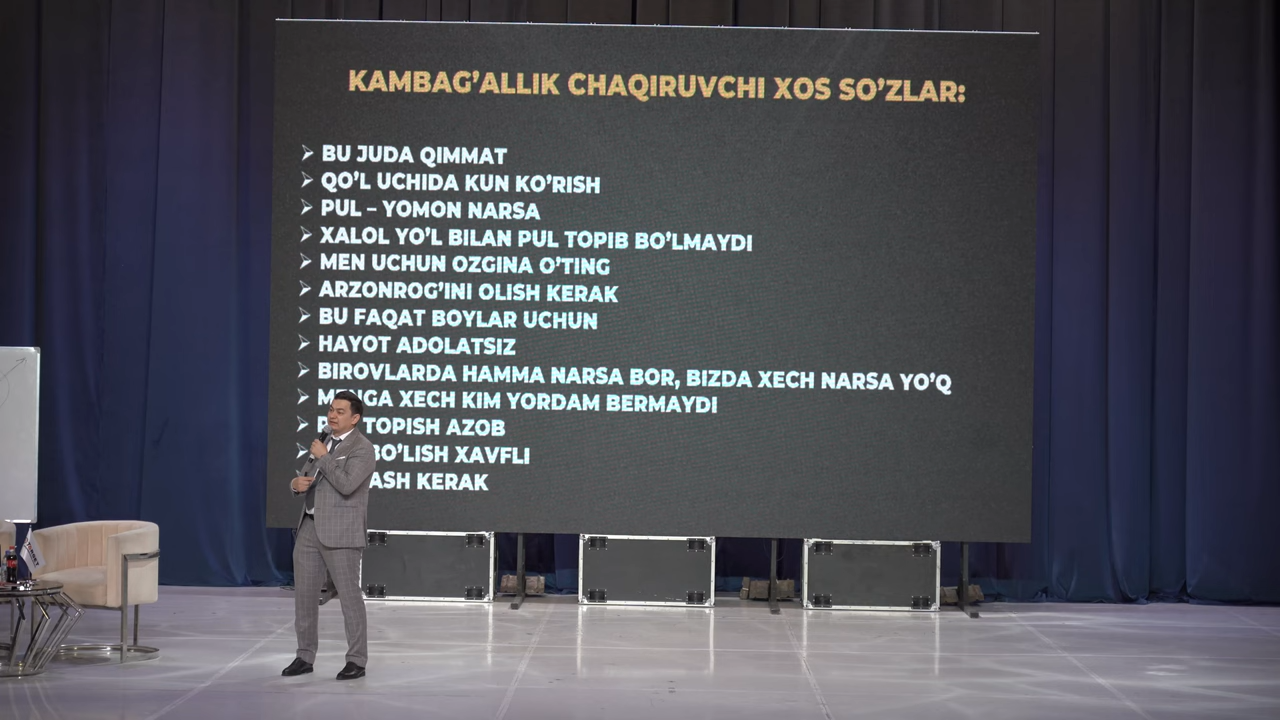 KAMBAG'ALLIK CHAQIRUVCHI XOS SO'ZLAR:
BU JUDA QIMMAT
QO'L UCHIDA KUN KO'RISH
PUL – YOMON NARSA
XALOL YO'L BILAN PUL TOPIB BO'LMAYDI
MEN UCHUN OZGINA O'TING
ARZONROG'INI OLISH KERAK
BU FAQAT BOYLAR UCHUN
HAYOT ADOLATSIZ
BIROVLARDA HAMMA NARSA BOR, BIZDA XECH NARSA YO'Q
XECH KIM YORDAM BERMAYDI
TOPISH AZOB
BO'LISH XAVFLI
KERAK